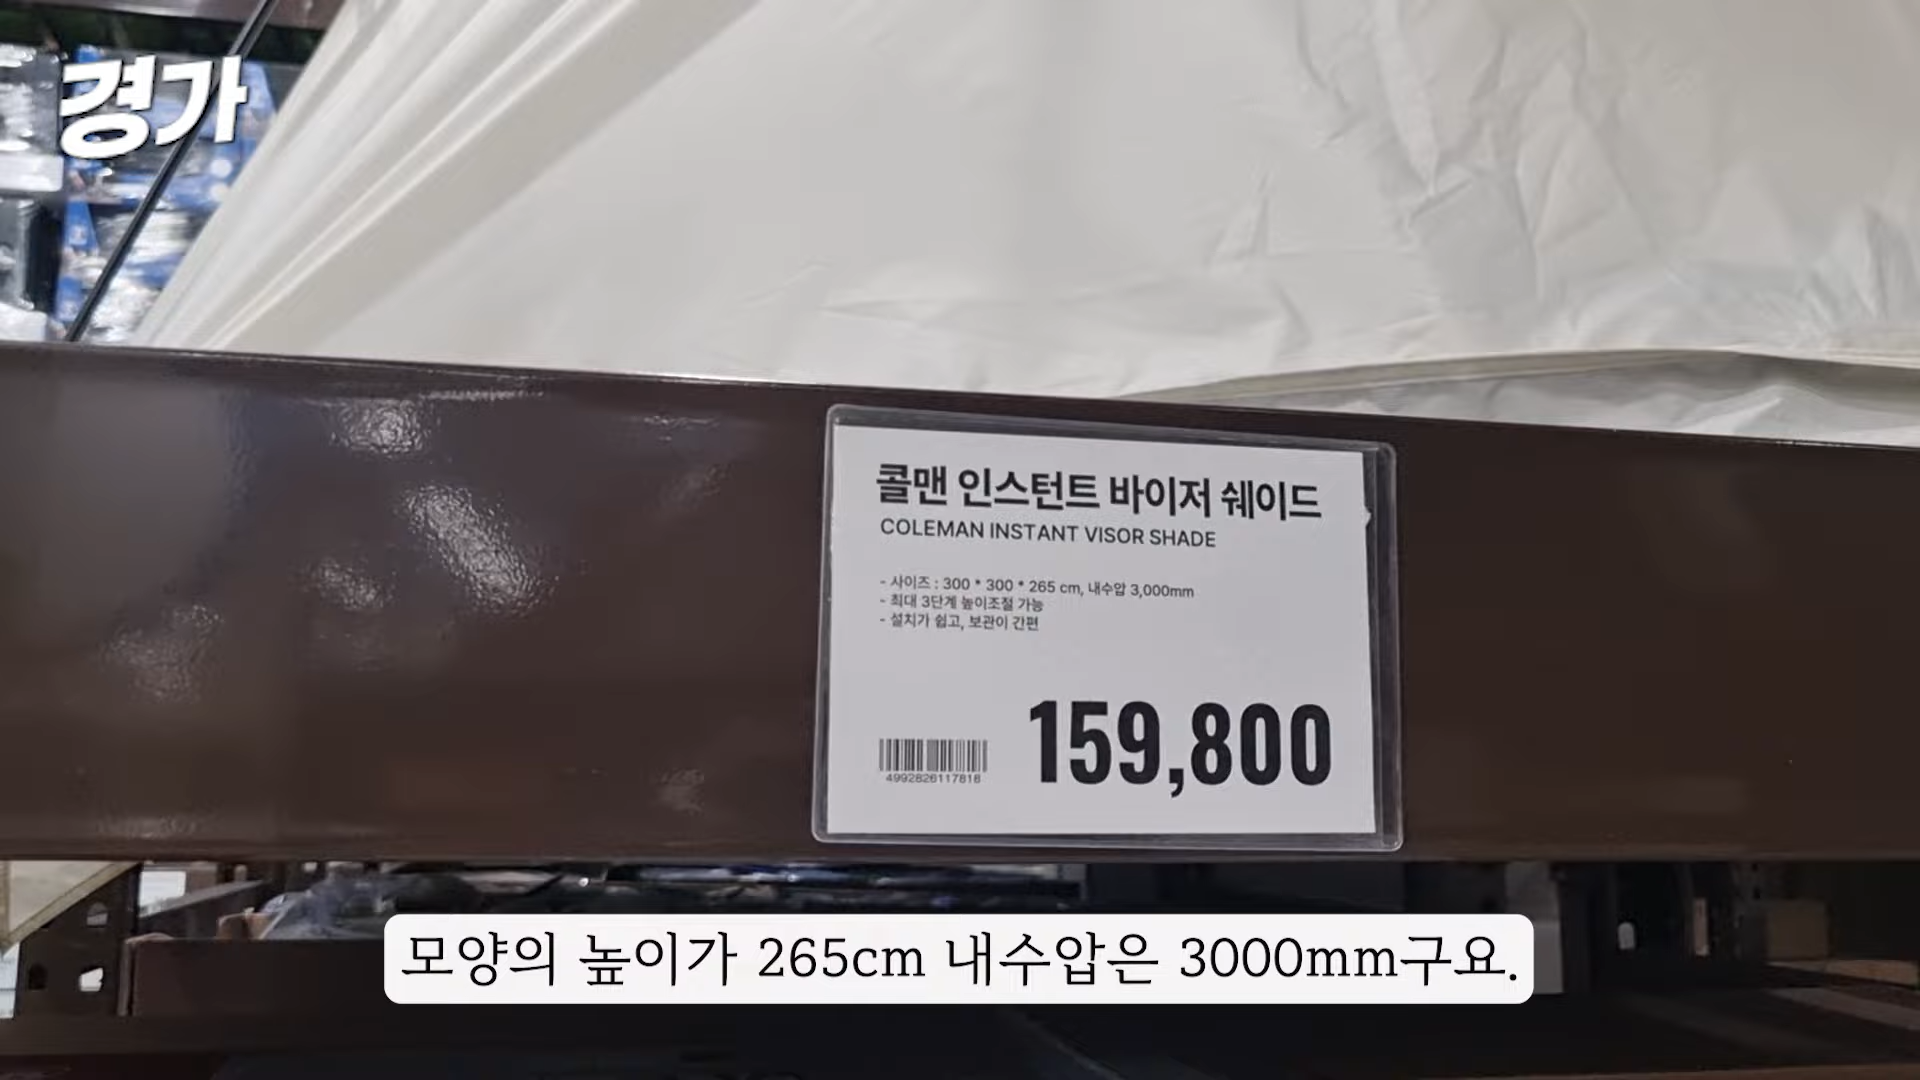 경가
콜맨 인스턴트 바이저 쉐이드
COLEMAN INSTANT VISOR SHADE
- 사이즈 : 300 * 300 * 265 cm, 내수압 3,000mm
- 최대 3단계 높이조절 가능
- 설치가 쉽고, 보관이 간편
159,800
4992826117816
모양의 높이가 265cm 내수압은 3000mm구요.